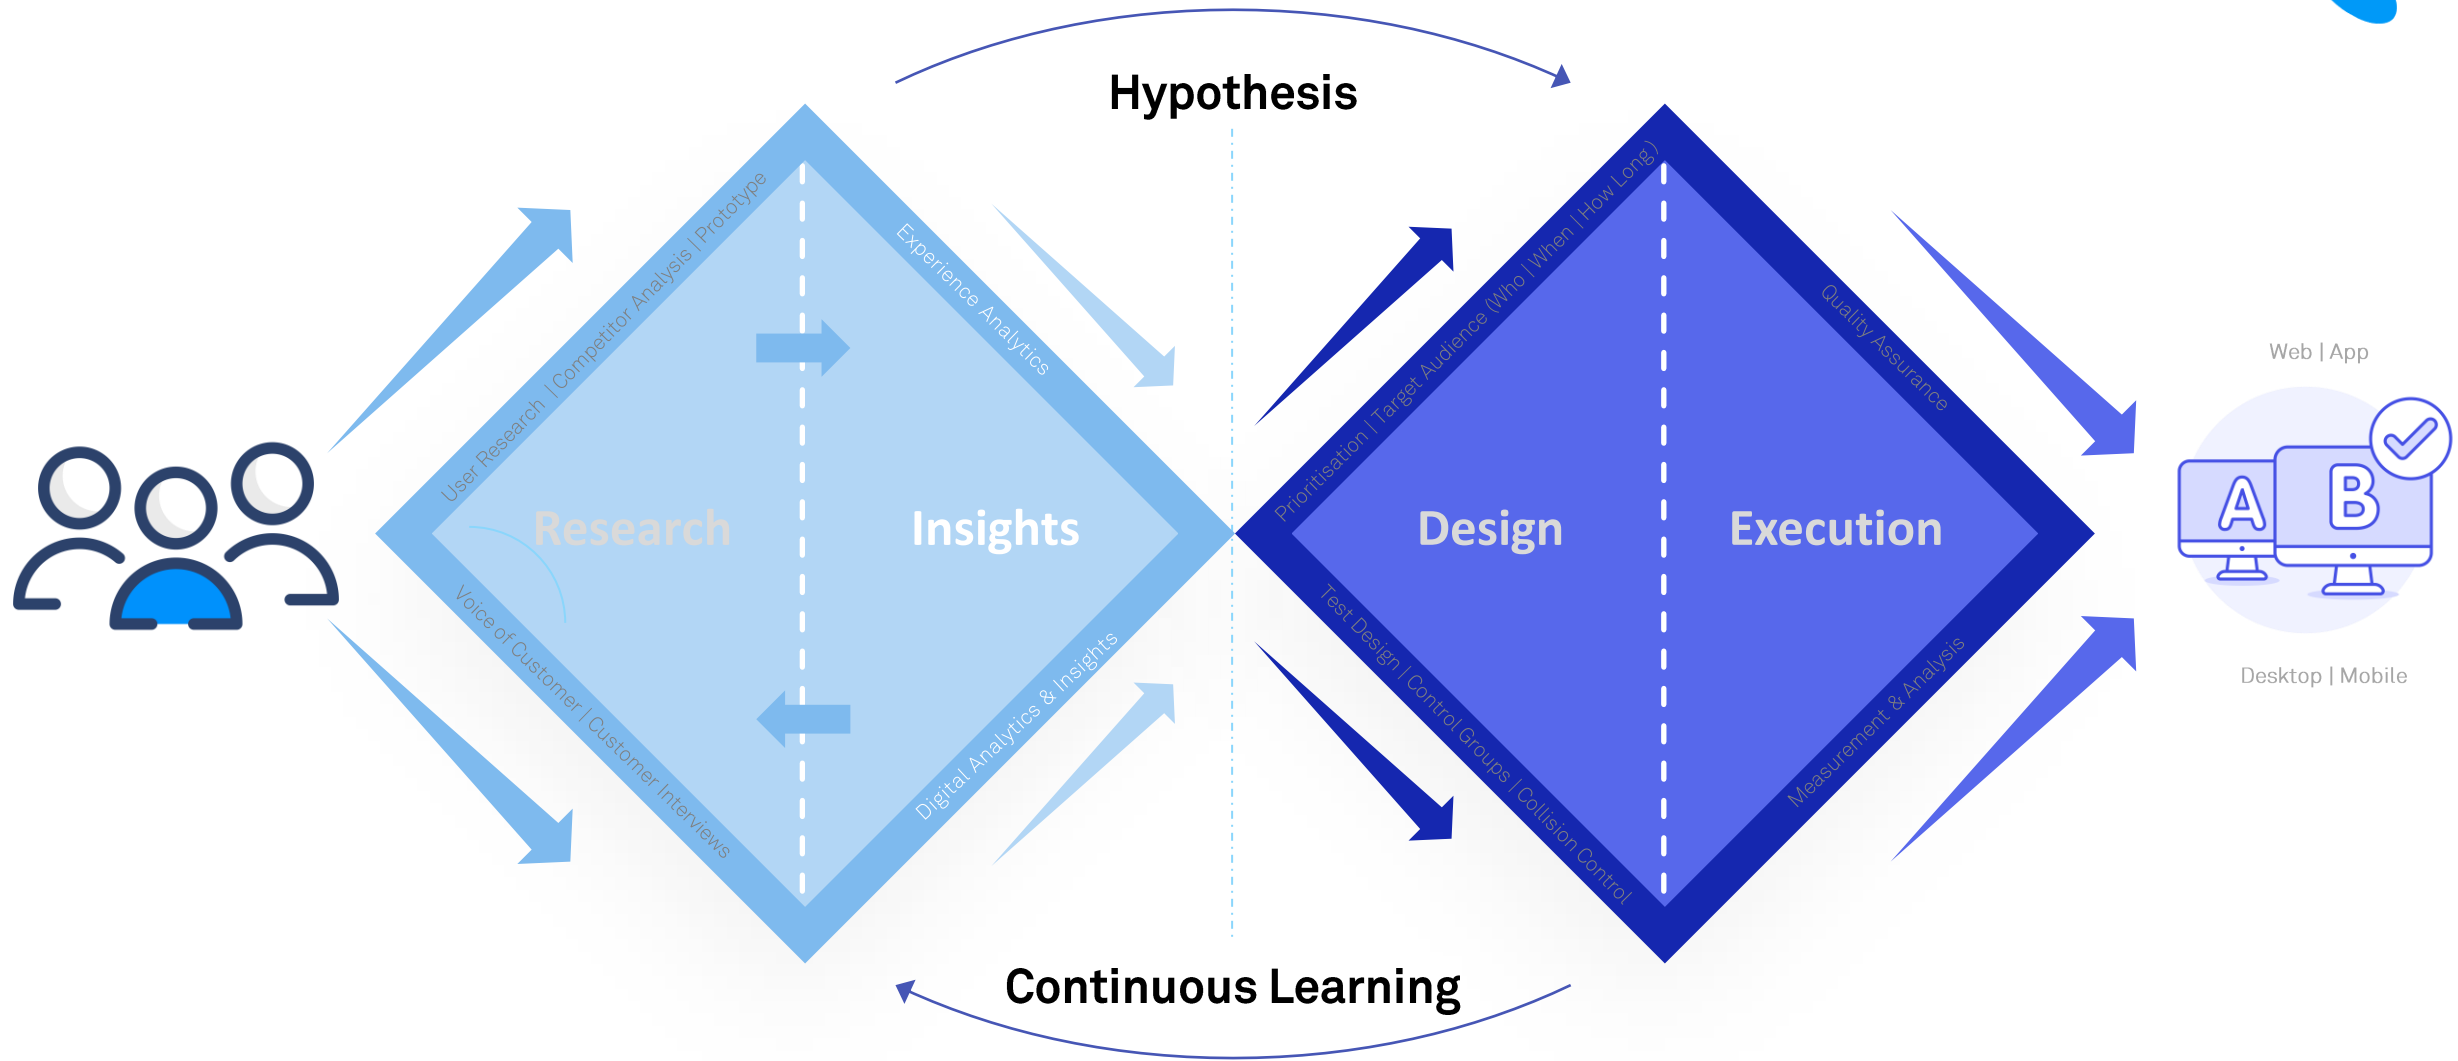 Hypothesis
User Research | Competitor Analysis | Prototype
Experience Analytics
Prioritisation | Target Audience (Who | When | How Long)
Quality Assurance
Web | App
Research
Insights
Design
Execution
A
B
Voice of Customer | Customer Interviews
Digital Analytics & Insights
Test Design | Control Groups | Collision Control
Measurement & Analysis
Desktop | Mobile
Continuous Learning